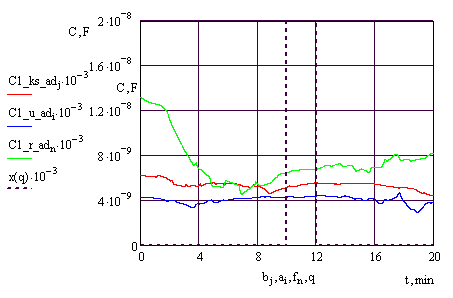 C,F
2·10⁻⁸
1.6·10⁻⁸
C1_ks_adⱼ·10⁻³
C,F
1.2·10⁻⁸
C1_u_adᵢ·10⁻³
C1_r_adₙ·10⁻³
8·10⁻⁹
x(q)·10⁻³
4·10⁻⁹
0
0 4 8 12 16 20
bⱼ,aᵢ,fₙ,q
t,min